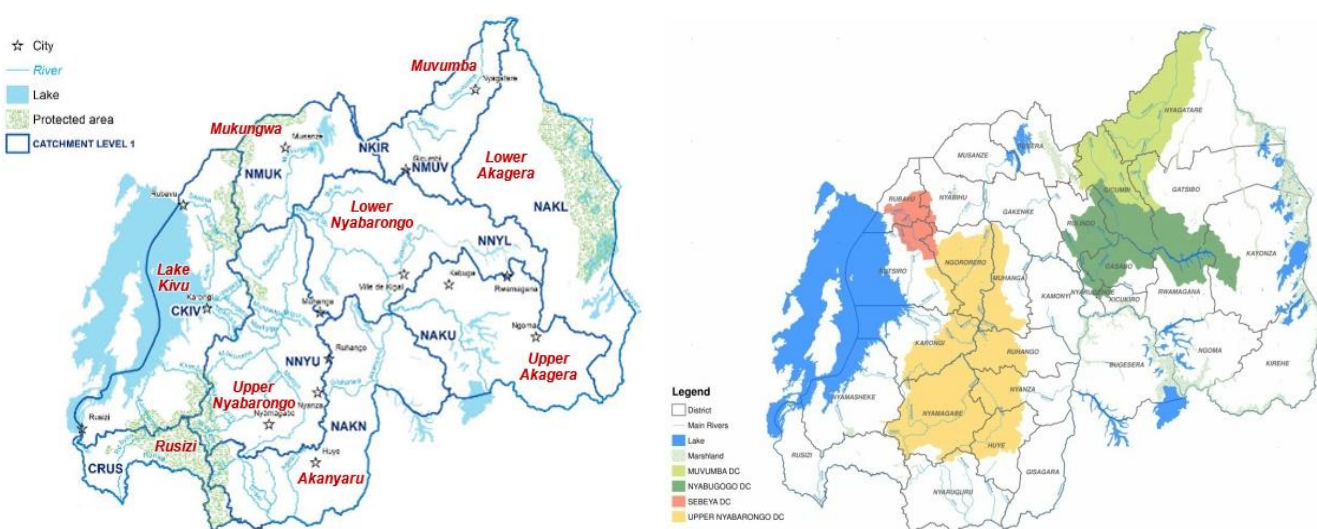 City
River
Lake
Protected area
CATCHMENT LEVEL 1
Muvumba
Nyagatare
Mukungwa
Musanze
NKIR
Gicumbi
NMUK
NMUV
Lower
Akagera
NAKL
Rubavu
Lower
Nyabarongo
NNYL
Lake
Kivu
Ville de Kigali
Kabuga
Rwamagana
Karongi
CKIV
Muhanga
NAKU
Ngoma
NNYU
Ruhango
Upper
Akagera
Upper
Nyabarongo
Nyanza
Nyamagabe
Rusizi
NAKN
Rusizi
Huye
CRUS
Akanyaru
NYAGATARE
MUSANZE
BURERA
GICUMBI
GATSIBO
RUBAVU
NYABIHU
GAKENKE
RULINDO
NGORORERO
RUTSIRO
MUHANGA
GASABO
KAYONZA
KAMONYI
NYARUGENGE
KICUKIRO
RWAMAGANA
KARONGI
RUHANGO
BUGESERA
NGOMA
KIREHE
NYAMASHEKE
NYANZA
NYAMAGABE
HUYE
RUSIZI
GISAGARA
NYARUGURU
Legend
District
Main Rivers
Lake
Marshland
MUVUMBA DC
NYABUGOGO DC
SEBEYA DC
UPPER NYABARONGO DC